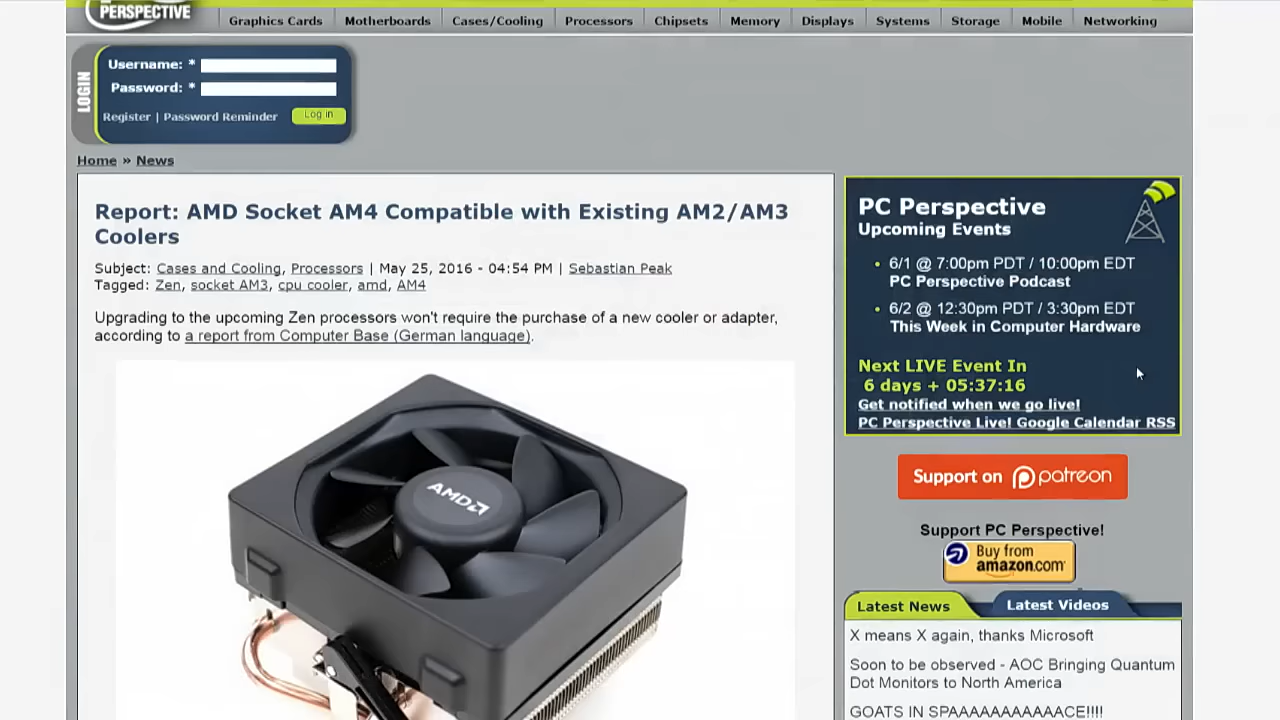 PERSPECTIVE
Graphics Cards
Motherboards
Cases/Cooling
Processors
Chipsets
Memory
Displays
Systems
Storage
Mobile
Networking
LOGIN
Username: *
Password: *
Register | Password Reminder
Log in
Home » News
Report: AMD Socket AM4 Compatible with Existing AM2/AM3
Coolers
Subject: Cases and Cooling, Processors | May 25, 2016 - 04:54 PM | Sebastian Peak
Tagged: Zen, socket AM3, cpu cooler, amd, AM4
Upgrading to the upcoming Zen processors won't require the purchase of a new cooler or adapter,
according to a report from Computer Base (German language).
AMD
PC Perspective
Upcoming Events
• 6/1 @ 7:00pm PDT / 10:00pm EDT
PC Perspective Podcast
• 6/2 @ 12:30pm PDT / 3:30pm EDT
This Week in Computer Hardware
Next LIVE Event In
6 days + 05:37:16
Get notified when we go live!
PC Perspective Live! Google Calendar RSS
Support on patreon
Support PC Perspective!
Buy from
amazon.com
Latest News
Latest Videos
X means X again, thanks Microsoft
Soon to be observed - AOC Bringing Quantum
Dot Monitors to North America
GOATS IN SPAAAAAAAAAAACE!!!!